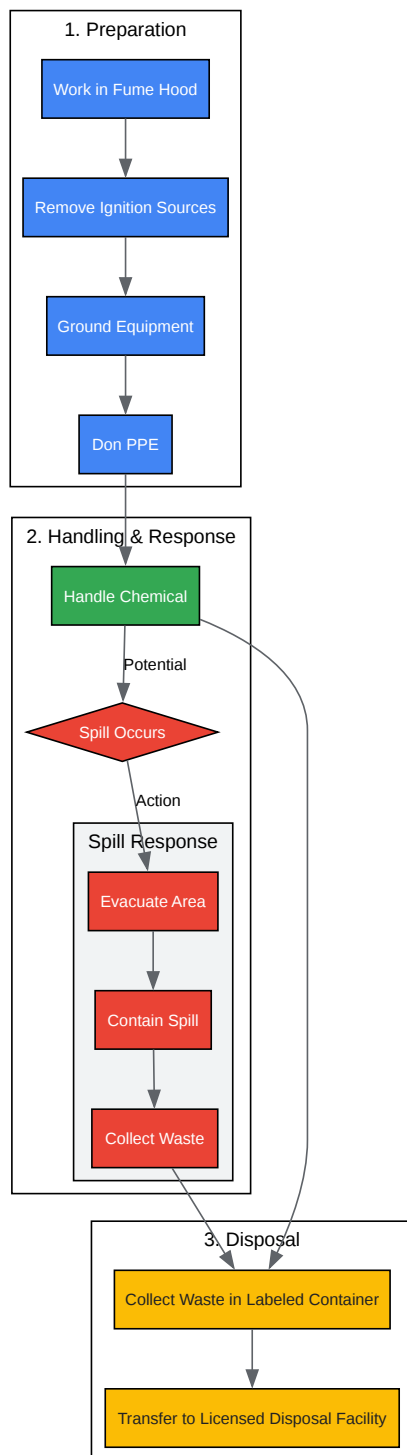 1. Preparation
Work in Fume Hood
Remove Ignition Sources
Ground Equipment
Don PPE
2. Handling & Response
Handle Chemical
Potential
Spill Occurs
Action
Spill Response
Evacuate Area
Contain Spill
Collect Waste
3. Disposal
Collect Waste in Labeled Container
Transfer to Licensed Disposal Facility